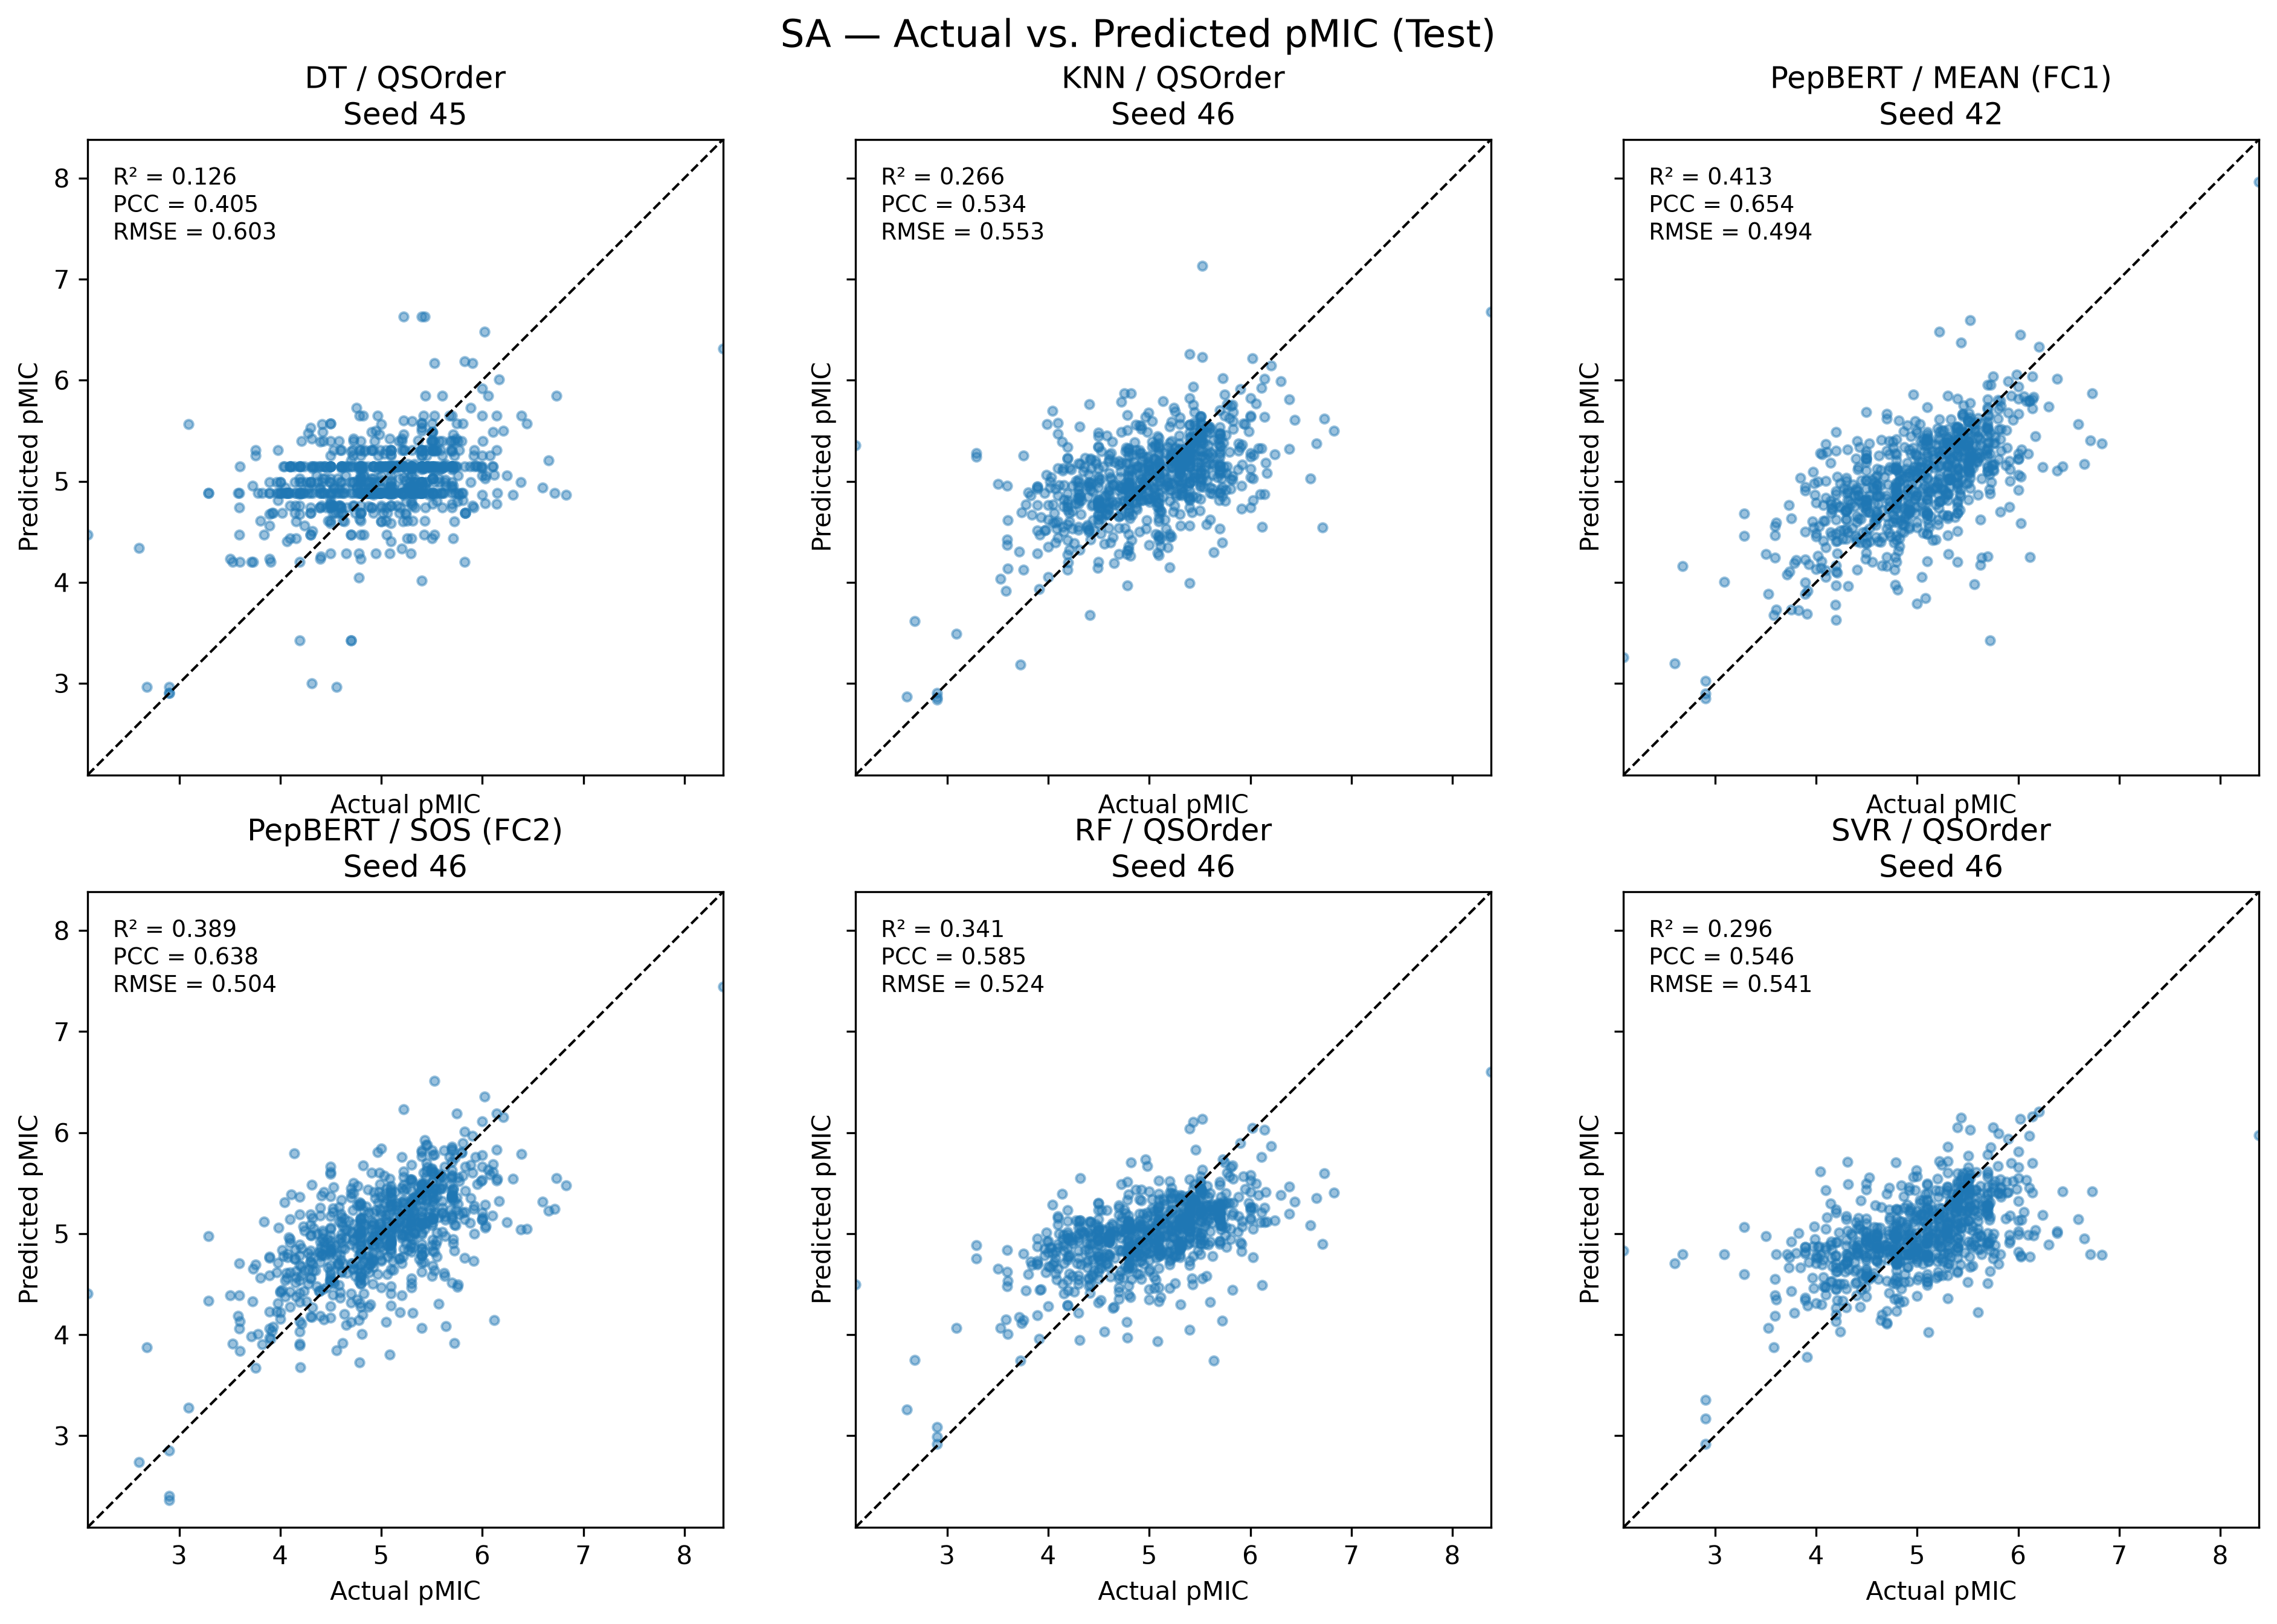 SA — Actual vs. Predicted pMIC (Test)
DT / QSOrder
Seed 45
R² = 0.126
PCC = 0.405
RMSE = 0.603
8
7
6
5
4
3
Predicted pMIC
Actual pMIC
KNN / QSOrder
Seed 46
R² = 0.266
PCC = 0.534
RMSE = 0.553
Predicted pMIC
Actual pMIC
PepBERT / MEAN (FC1)
Seed 42
R² = 0.413
PCC = 0.654
RMSE = 0.494
Predicted pMIC
Actual pMIC
PepBERT / SOS (FC2)
Seed 46
R² = 0.389
PCC = 0.638
RMSE = 0.504
8
7
6
5
4
3
Predicted pMIC
3 4 5 6 7 8
Actual pMIC
RF / QSOrder
Seed 46
R² = 0.341
PCC = 0.585
RMSE = 0.524
Predicted pMIC
3 4 5 6 7 8
Actual pMIC
SVR / QSOrder
Seed 46
R² = 0.296
PCC = 0.546
RMSE = 0.541
Predicted pMIC
3 4 5 6 7 8
Actual pMIC